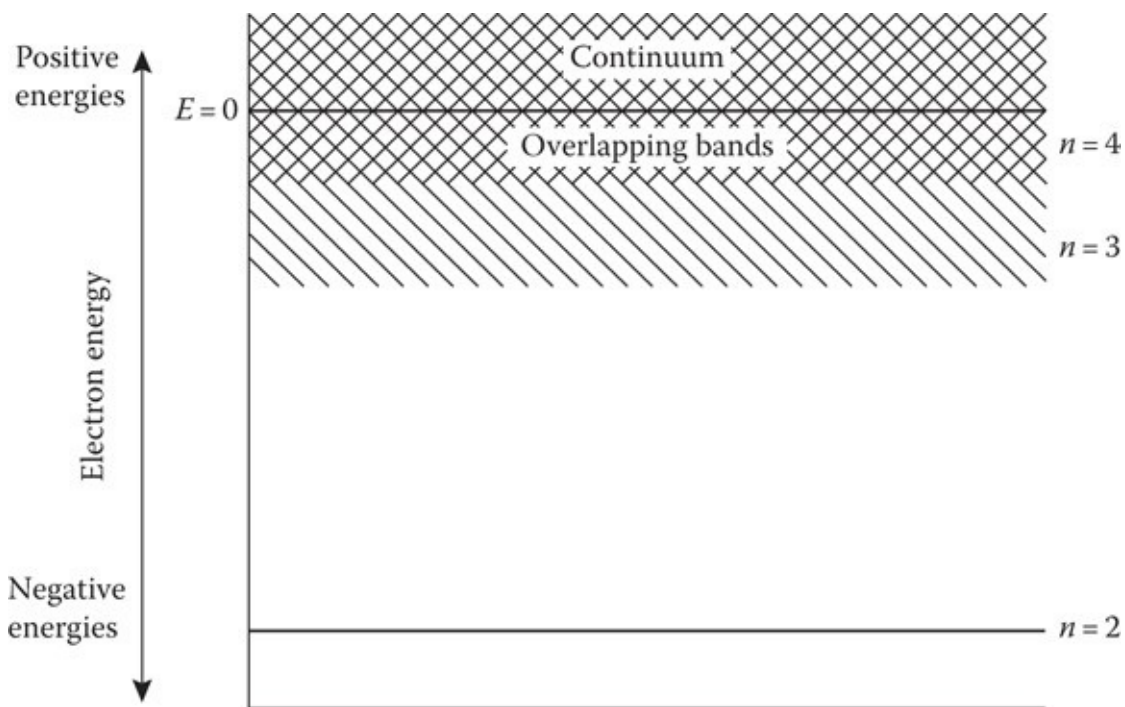 Positive
energies
E = 0
Continuum
Overlapping bands
n = 4
n = 3
Electron energy
Negative
energies
n = 2